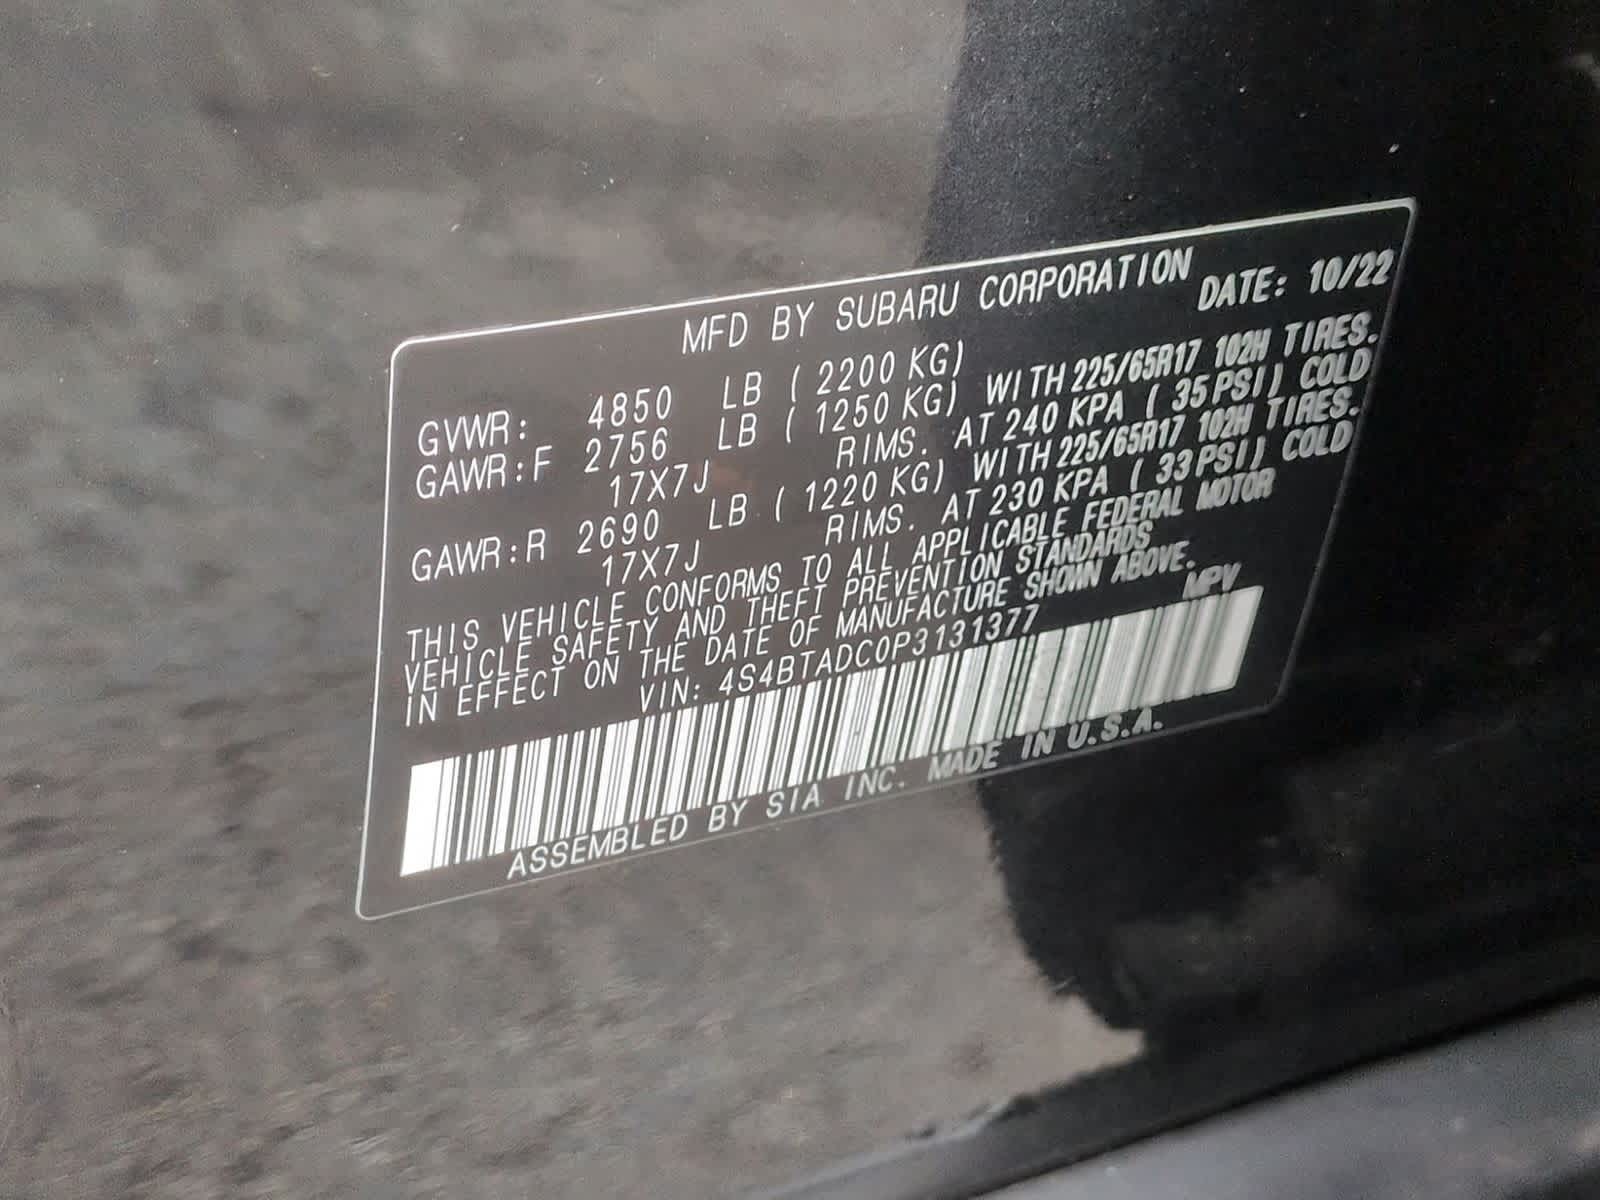 MFD BY SUBARU CORPORATION
DATE: 10/22
GVWR: 4850 LB ( 2200 KG)
GAWR:F 2756 LB ( 1250 KG) WITH 225/65R17 102H TIRES.
17X7J RIMS. AT 240 KPA ( 35 PSI) COLD
GAWR:R 2690 LB ( 1220 KG) WITH 225/65R17 102H TIRES.
17X7J RIMS. AT 230 KPA ( 33 PSI) COLD
THIS VEHICLE CONFORMS TO ALL APPLICABLE FEDERAL MOTOR
VEHICLE SAFETY AND THEFT PREVENTION STANDARDS
IN EFFECT ON THE DATE OF MANUFACTURE SHOWN ABOVE.
VIN: 4S4BTADC0P3131377 MPV
ASSEMBLED BY SIA INC. MADE IN U.S.A.